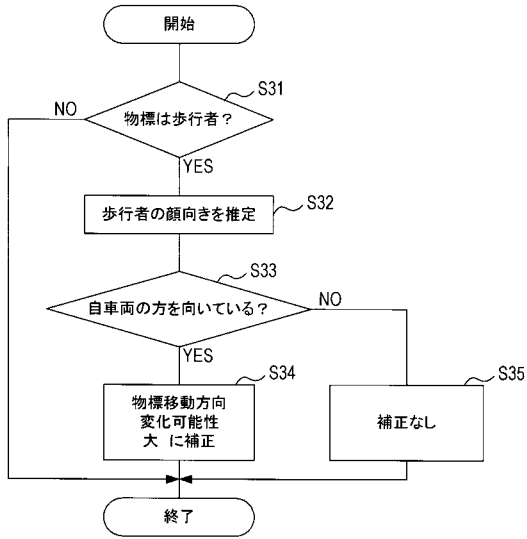 開始
S31
NO
物標は歩行者？
YES
S32
歩行者の顔向きを推定
S33
自車両の方を向いている？
NO
YES
S34
S35
物標移動方向
変化可能性
大 に補正
補正なし
終了